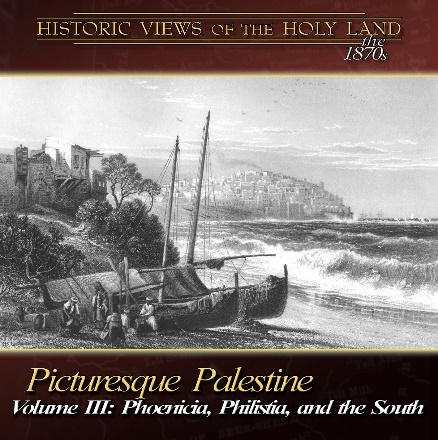 HISTORIC VIEWS OF THE HOLY LAND
the
1870s
Picturesque Palestine
Volume III: Phoenicia, Philistia, and the South